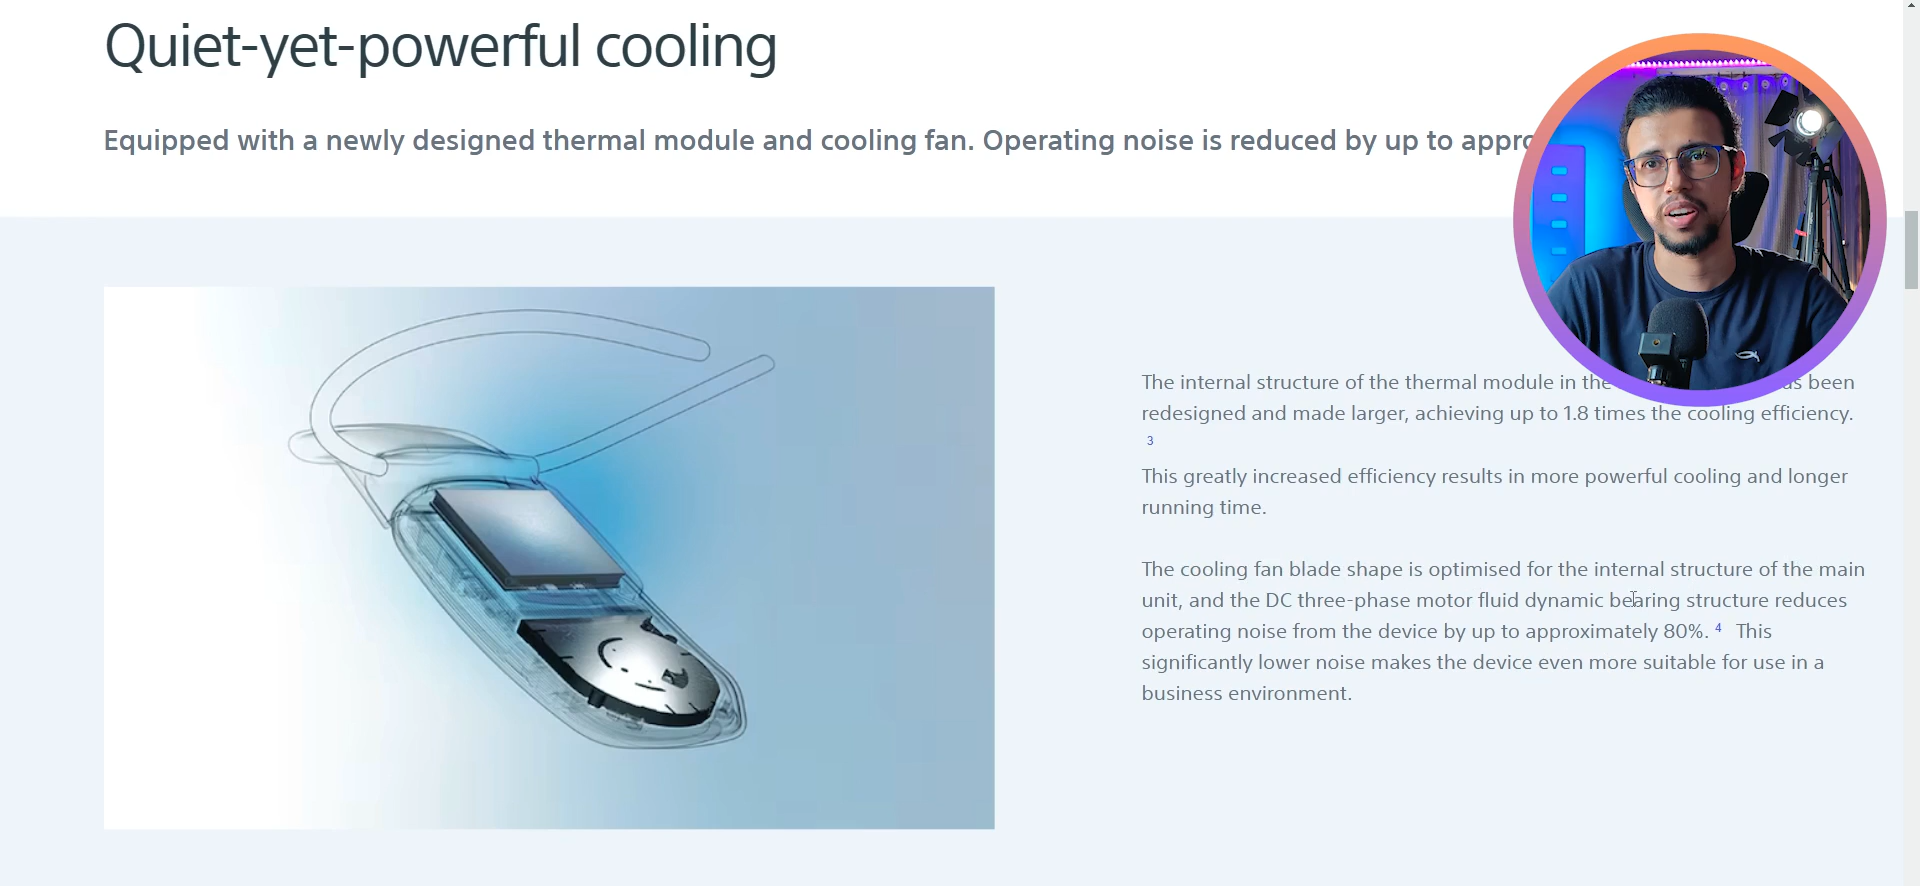 Quiet-yet-powerful cooling
Equipped with a newly designed thermal module and cooling fan. Operating noise is reduced by up to
The internal structure of the thermal module in the been
redesigned and made larger, achieving up to 1.8 times the cooling efficiency.
3
This greatly increased efficiency results in more powerful cooling and longer
running time.
The cooling fan blade shape is optimised for the internal structure of the main
unit, and the DC three-phase motor fluid dynamic bearing structure reduces
operating noise from the device by up to approximately 80%. 4 This
significantly lower noise makes the device even more suitable for use in a
business environment.